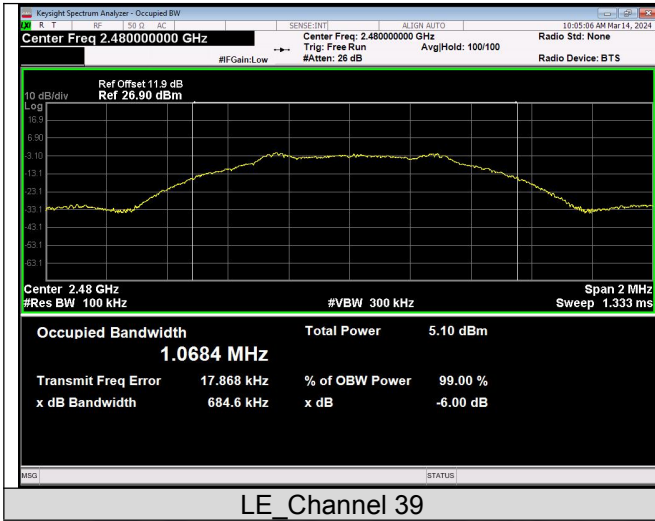 Keysight Spectrum Analyzer - Occupied BW
R T RF 50 Ω AC SENSE:INT ALIGN AUTO 10:05:06 AM Mar 14, 2024
Center Freq 2.480000000 GHz
Center Freq: 2.480000000 GHz
Radio Std: None
Trig: Free Run Avg|Hold: 100/100
#IFGain:Low #Atten: 26 dB
Radio Device: BTS
Ref Offset 11.9 dB
10 dB/div Ref 26.90 dBm
Log
16.9
6.90
-3.10
-13.1
-23.1
-33.1
-43.1
-53.1
-63.1
Center 2.48 GHz Span 2 MHz
#Res BW 100 kHz #VBW 300 kHz Sweep 1.333 ms
Occupied Bandwidth Total Power 5.10 dBm
1.0684 MHz
Transmit Freq Error 17.868 kHz % of OBW Power 99.00 %
x dB Bandwidth 684.6 kHz x dB -6.00 dB
MSG STATUS
LE_Channel 39